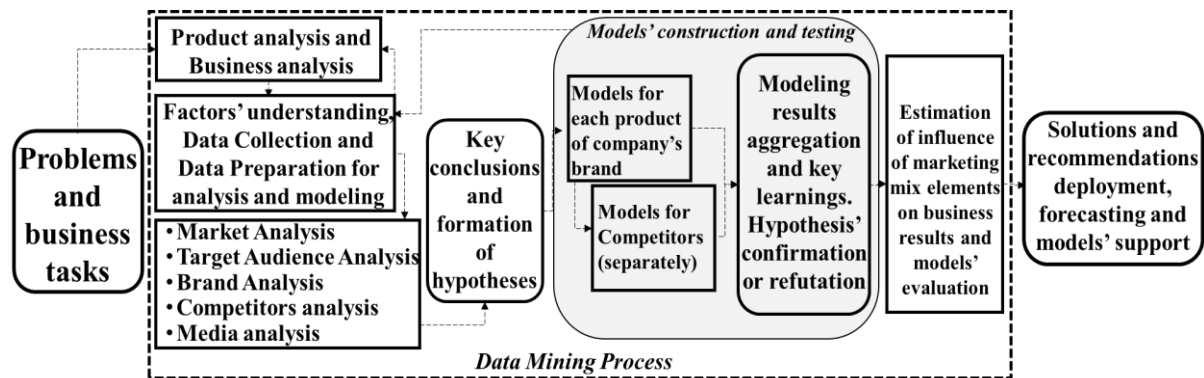 Problems
and
business
tasks
Product analysis and
Business analysis
Factors' understanding,
Data Collection and
Data Preparation for
analysis and modeling
• Market Analysis
• Target Audience Analysis
• Brand Analysis
• Competitors analysis
• Media analysis
Key
conclusions
and
formation
of
hypotheses
Models' construction and testing
Models for
each product
of company's
brand
Models for
Competitors
(separately)
Modeling
results
aggregation
and key
learnings.
Hypothesis'
confirmation
or refutation
Estimation
of influence
of marketing
mix elements
on business
results and
models'
evaluation
Solutions and
recommendations
deployment,
forecasting and
models' support
Data Mining Process